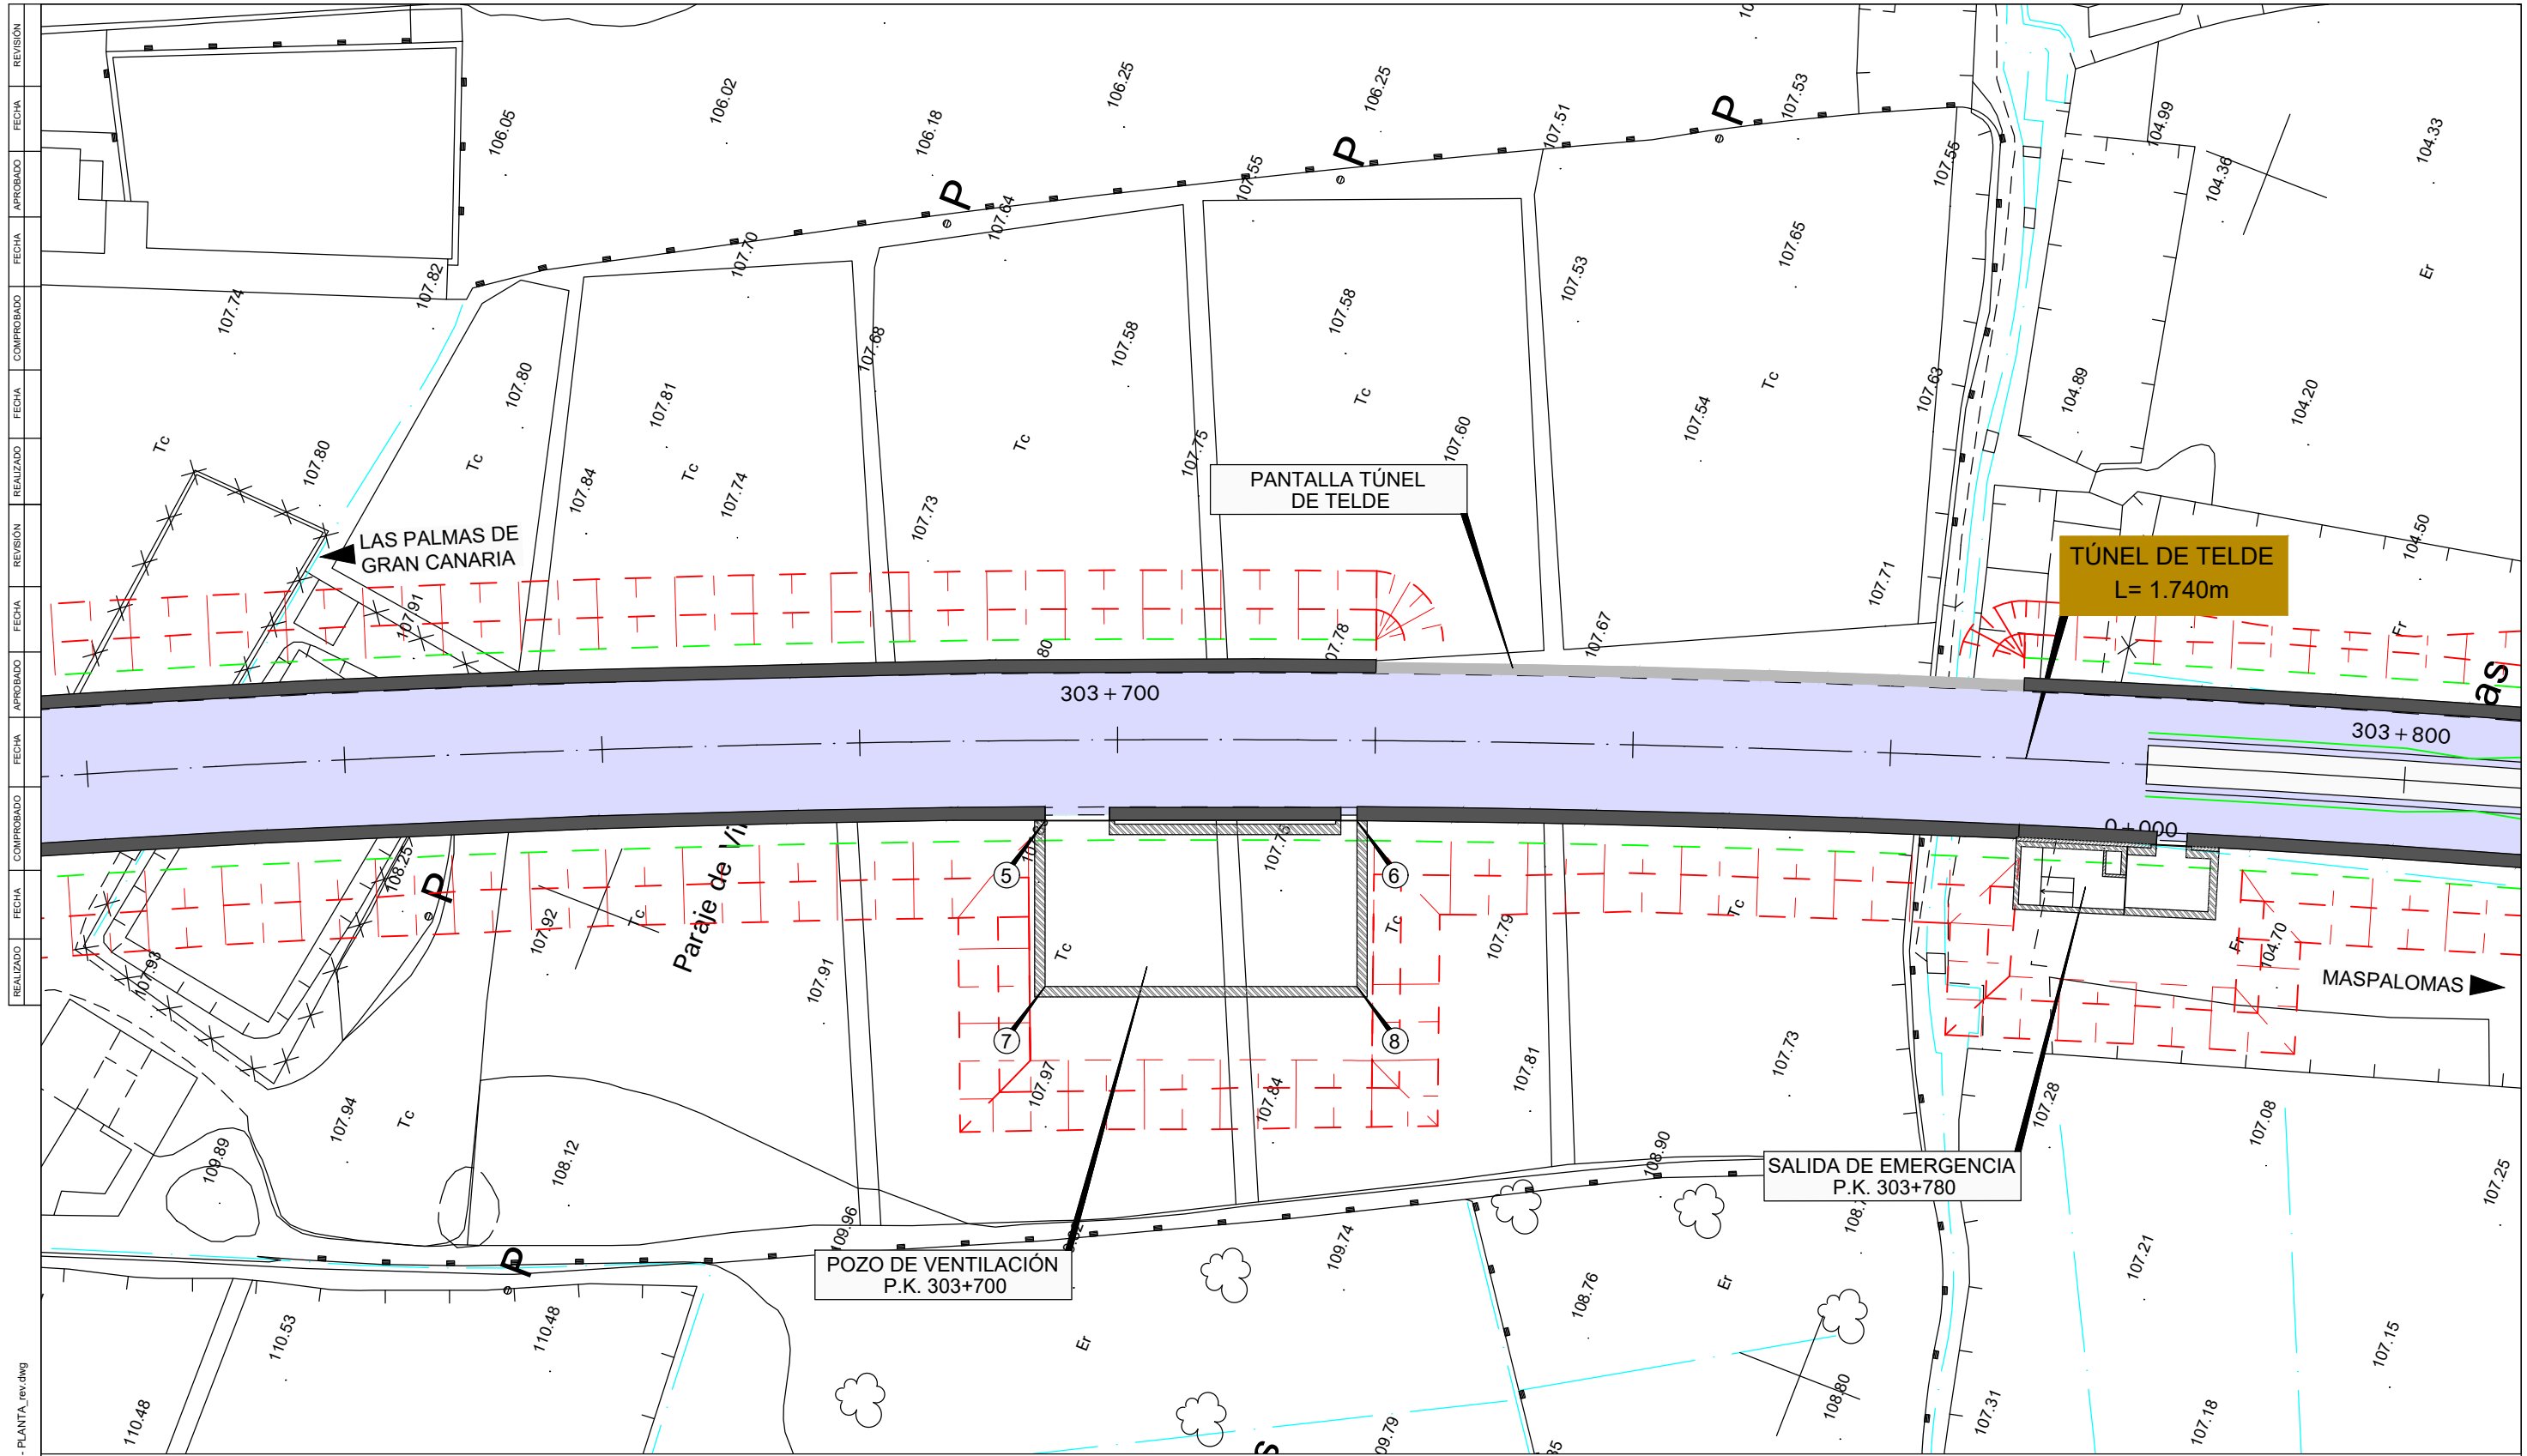 REVISIÓN
FECHA
APROBADO
FECHA
COMPROBADO
FECHA
REALIZADO
REVISIÓN
FECHA
APROBADO
FECHA
COMPROBADO
FECHA
REALIZADO
- PLANTA_rev.dwg
106.05
106.02
106.18
106.25
106.25
107.51
107.53
104.99
104.36
104.33
P
P
P
107.55
107.55
107.64
107.70
107.82
107.74
107.65
107.53
107.58
107.58
107.68
Er
107.80
107.81
Tc
Tc
107.63
104.89
104.20
107.54
107.60
107.75
Tc
Tc
Tc
Tc
107.80
107.84
107.74
107.73
104.50
PANTALLA TÚNEL
DE TELDE
LAS PALMAS DE
GRAN CANARIA
TÚNEL DE TELDE
L= 1.740m
107.91
107.71
107.67
107.78
80
Er
as
303+700
303+800
0+000
Paraje de
108.25
107.75
P
107.92
Tc
5
6
Tc
Tc
Tc
107.79
Er
104.70
107.93
107.91
MASPALOMAS
7
8
107.97
107.84
107.81
107.73
107.94
Tc
107.28
107.08
109.89
108.12
108.90
SALIDA DE EMERGENCIA
P.K. 303+780
107.25
109.96
109.74
107.21
P
POZO DE VENTILACIÓN
P.K. 303+700
108.76
Er
Er
110.53
110.48
107.15
110.48
108.80
107.31
107.18